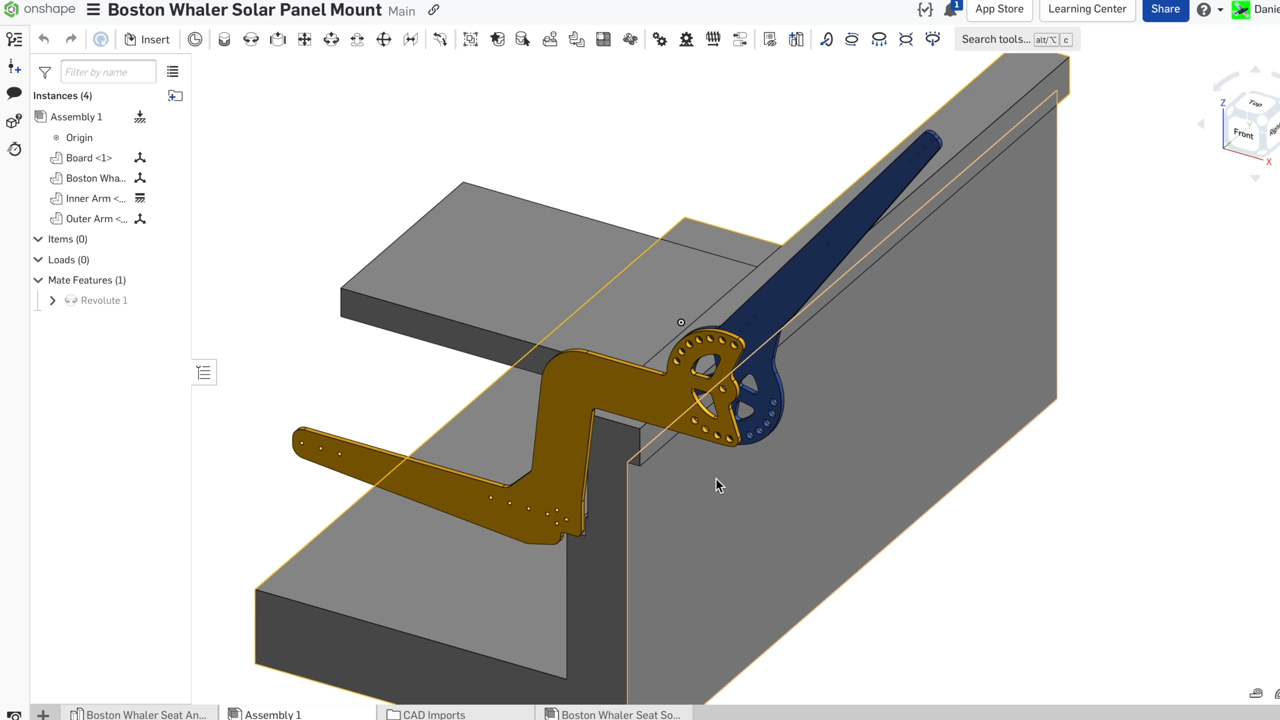 onshape
Boston Whaler Solar Panel Mount Main
1
App Store
Learning Center
Share
Danie
Insert
Search tools... alt/⌥ c
Filter by name
Instances (4)
Assembly 1
Origin
Board <1>
Boston Wha...
Inner Arm <...
Outer Arm <...
Items (0)
Loads (0)
Mate Features (1)
Revolute 1
Z
Top
Front
X
Boston Whaler Seat An...
Assembly 1
CAD Imports
Boston Whaler Seat So...